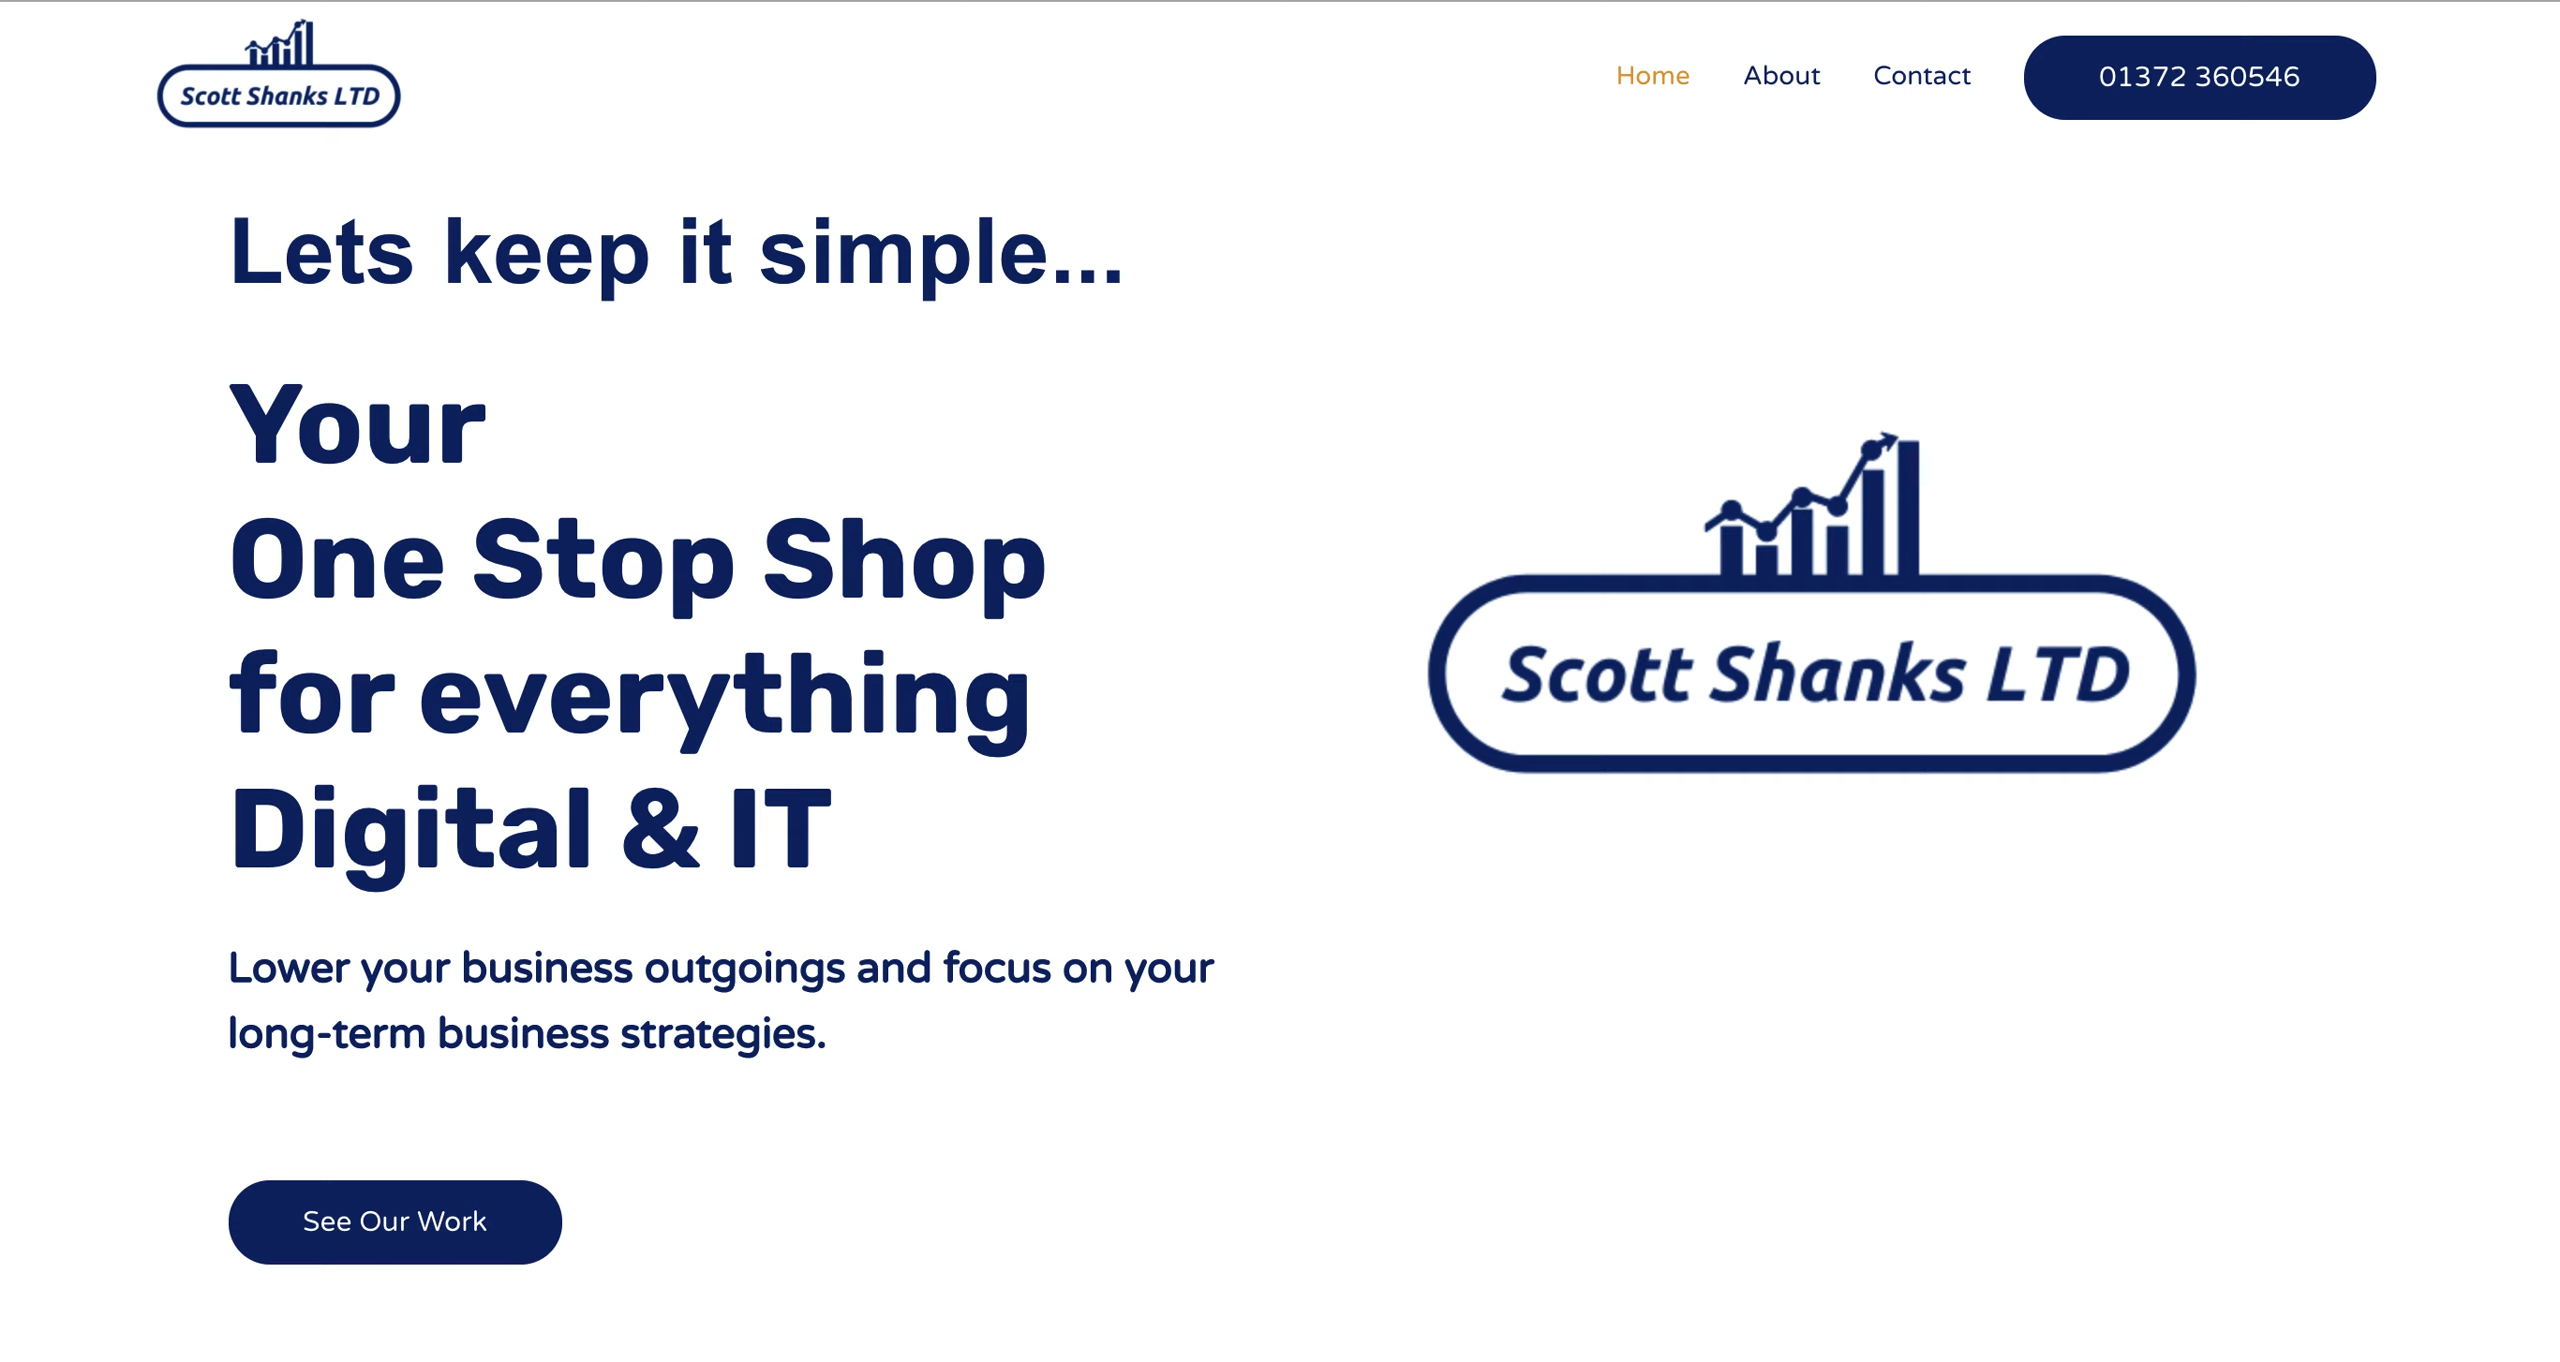 Scott Shanks LTD
Home About Contact 01372 360546
Lets keep it simple...
Your
One Stop Shop
for everything
Digital & IT
Scott Shanks LTD
Lower your business outgoings and focus on your
long-term business strategies.
See Our Work